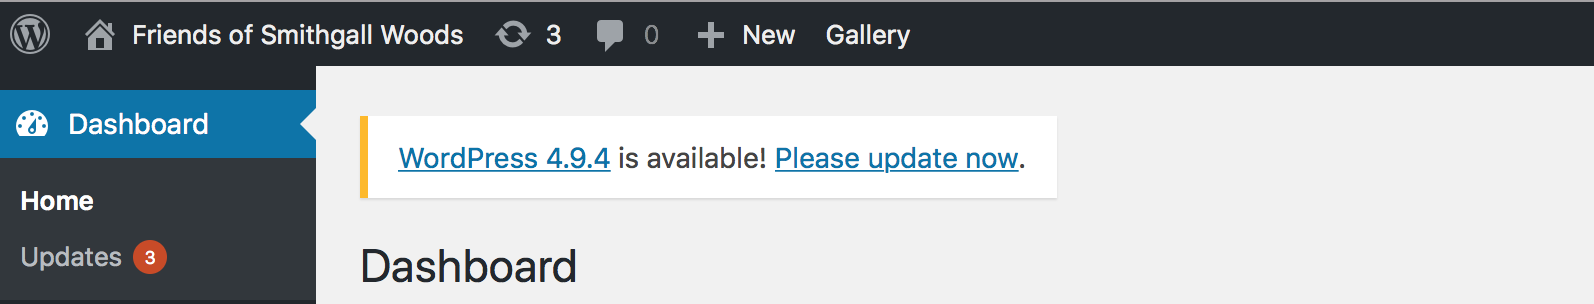 Friends of Smithgall Woods 3 0 New Gallery
Dashboard
WordPress 4.9.4 is available! Please update now.
Home
Updates 3
Dashboard